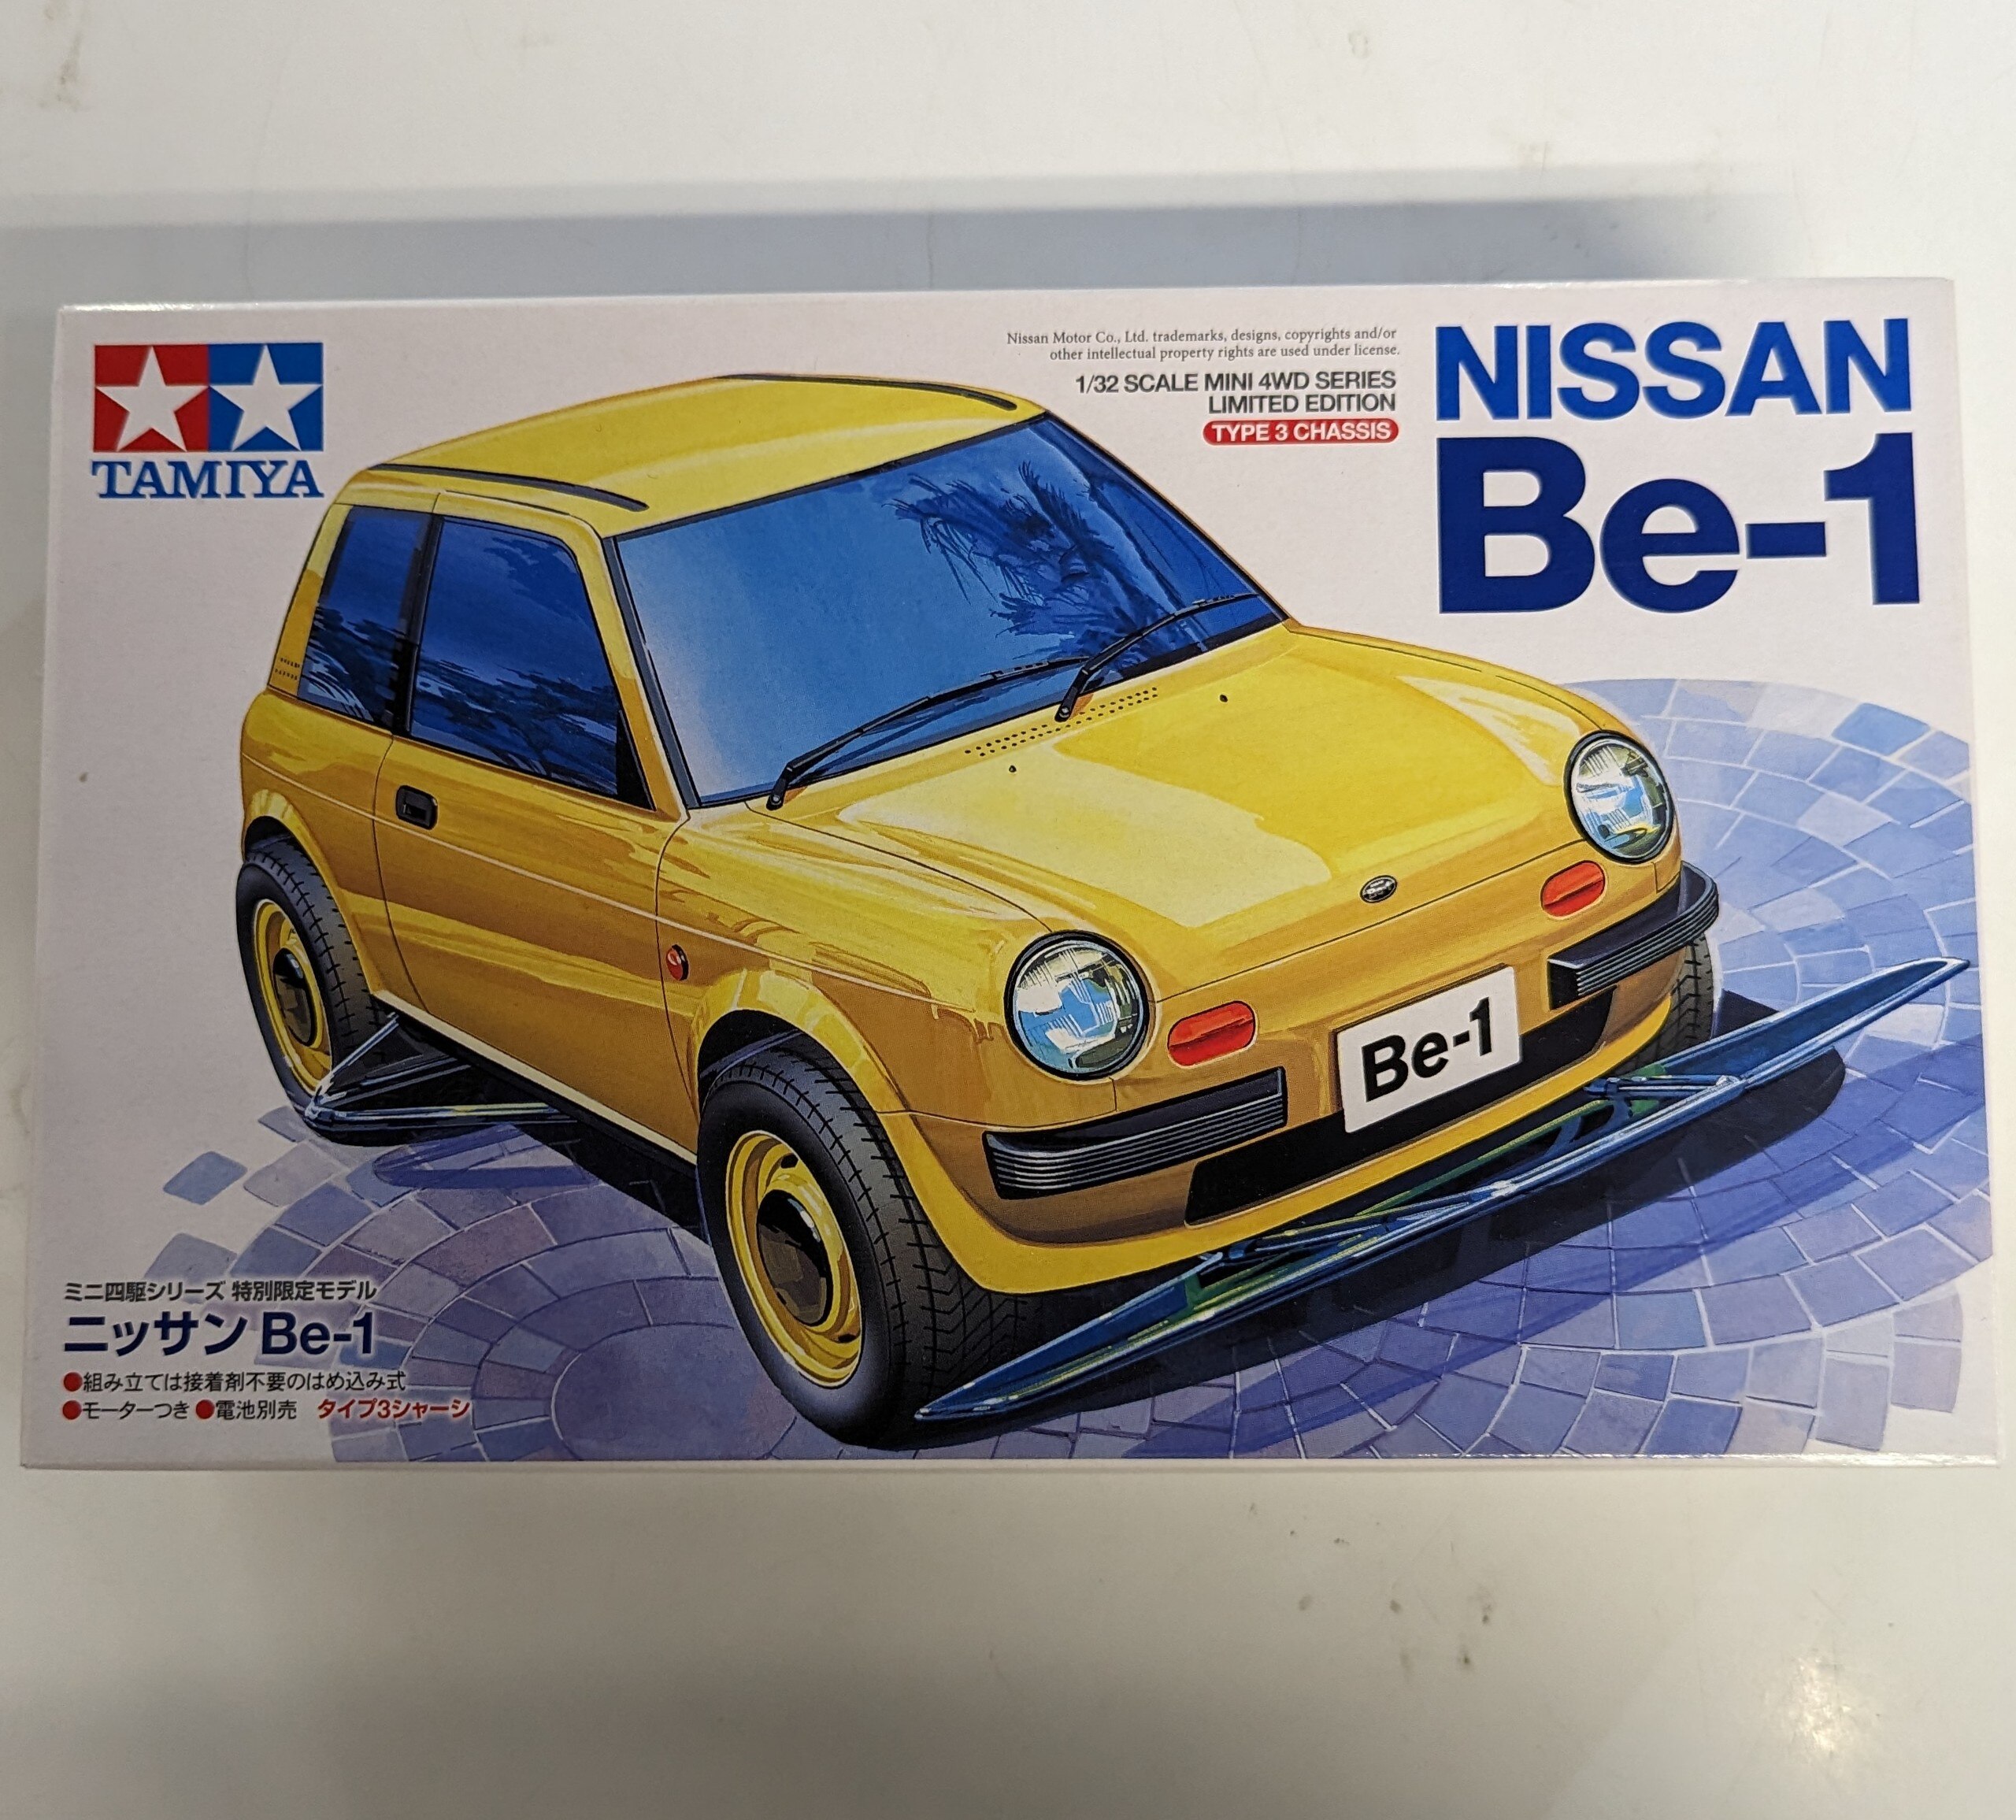 TAMIYA
Nissan Motor Co., Ltd. trademarks, designs, copyrights and/or
other intellectual property rights are used under license.
1/32 SCALE MINI 4WD SERIES
LIMITED EDITION
TYPE 3 CHASSIS
NISSAN
Be-1
Be-1
ミニ四駆シリーズ 特別限定モデル
ニッサン Be-1
●組み立ては接着剤不要のはめ込み式
●モーターつき ●電池別売 タイプ3シャーシ